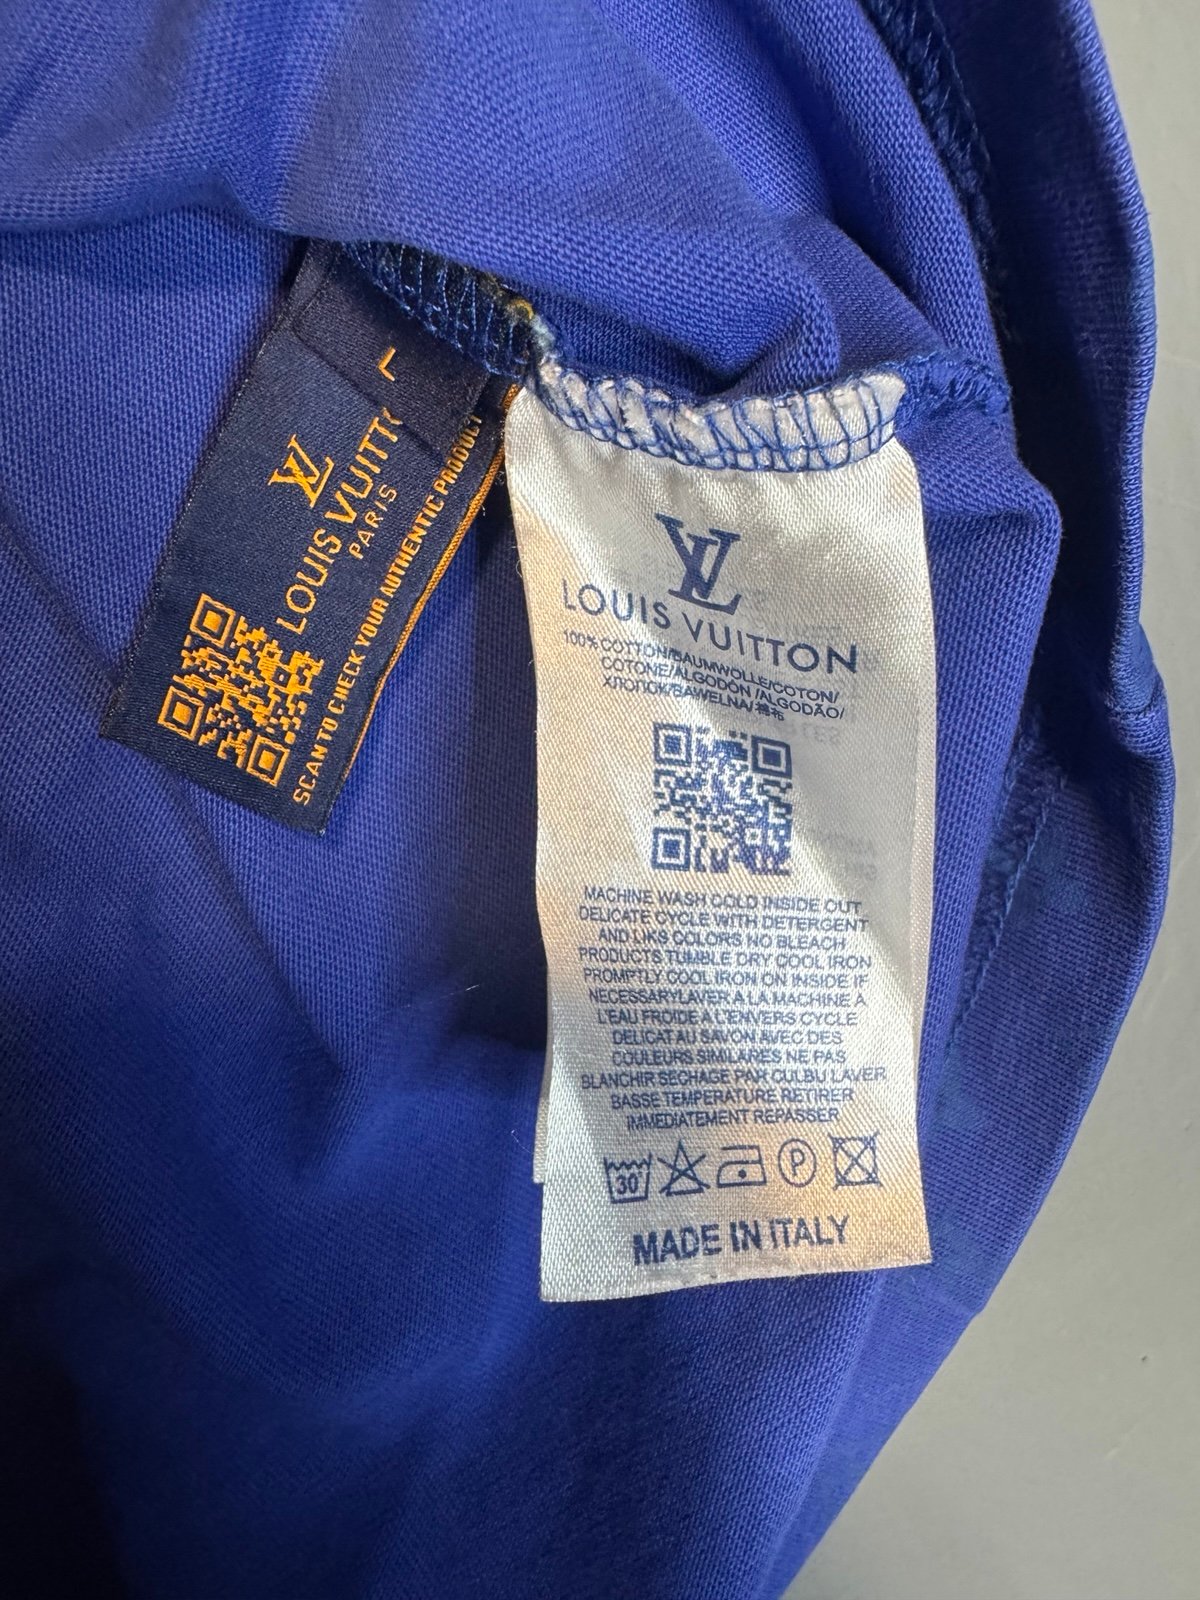 LV
LOUIS VUITT
PARIS
SCAN TO CHECK YOUR AUTHENTIC PRODUCT
L
LV
LOUIS VUITTON
100% COTTON/BAUMWOLLE/COTON/
COTONE/ALGODÓN /ALGODÃO/
ХЛОПОК/BAWELNA/棉布
MACHINE WASH COLD INSIDE OUT
DELICATE CYCLE WITH DETERGENT
AND LIKS COLORS NO BLEACH
PRODUCTS TUMBLE DRY COOL IRON
PROMPTLY COOL IRON ON INSIDE IF
NECESSARYLAVER A LA MACHINE A
L'EAU FROIDE A L'ENVERS CYCLE
DELICAT AU SAVON AVEC DES
COULEURS SIMILARES NE PAS
BLANCHIR SECHAGE PAR CULBU LAVER
BASSE TEMPERATURE RETIRER
IMMEDIATEMENT REPASSER
30° P
MADE IN ITALY